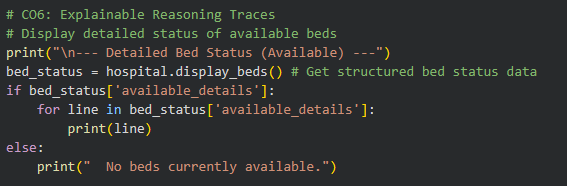 # CO6: Explainable Reasoning Traces
# Display detailed status of available beds
print("\n--- Detailed Bed Status (Available) ---")
bed_status = hospital.display_beds() # Get structured bed status data
if bed_status['available_details']:
    for line in bed_status['available_details']:
        print(line)
else:
    print("  No beds currently available.")